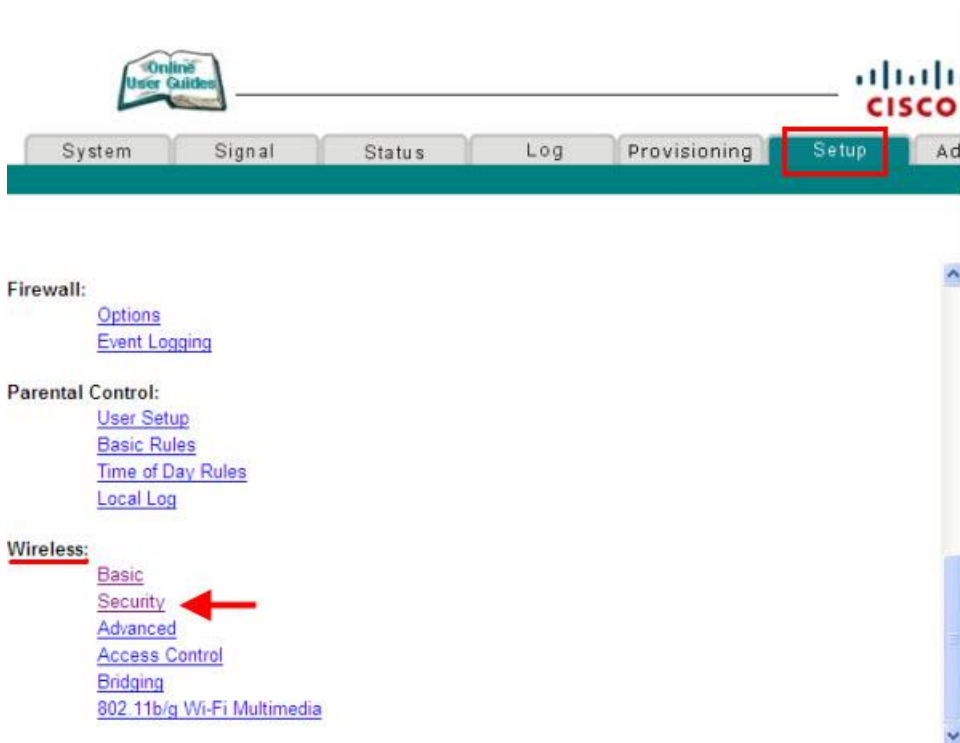 Online
User Guides
CISCO
System Signal Status Log Provisioning Setup Ad
Firewall:
Options
Event Logging
Parental Control:
User Setup
Basic Rules
Time of Day Rules
Local Log
Wireless:
Basic
Security
Advanced
Access Control
Bridging
802.11b/g Wi-Fi Multimedia